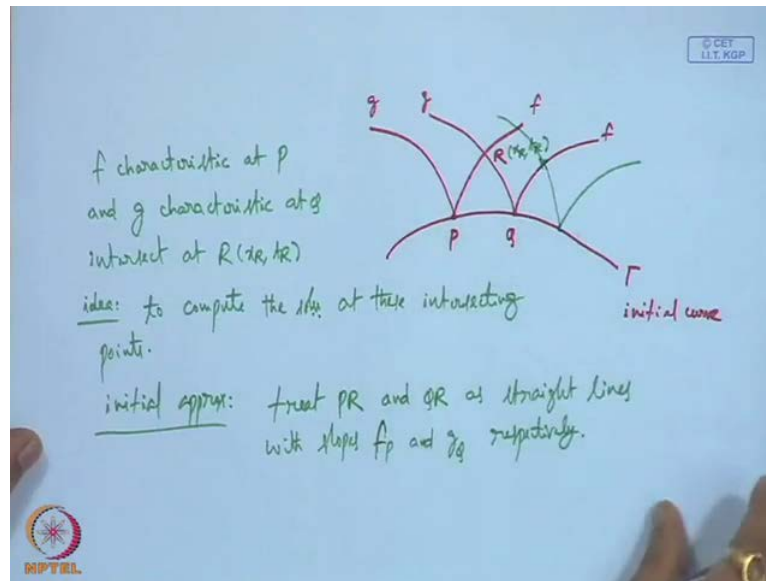 © CET
I.I.T. KGP
g
g
f
f
R (xR, tR)
P
Q
Γ
initial curve
f characteristic at P
and g characteristic at Q
intersect at R (xR, tR)
idea: to compute the soln. at these intersecting
points.
initial approx: treat PR and QR as straight lines
with slopes fp and gQ respectively.
NPTEL